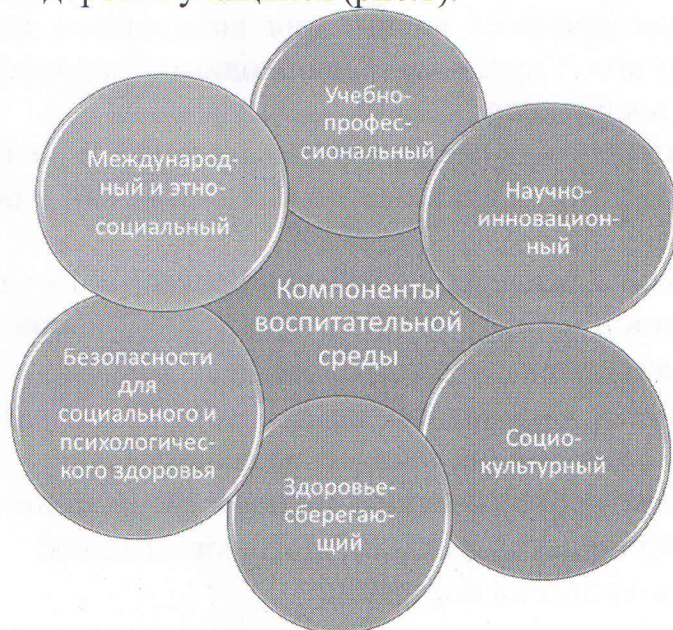 Учебно-
профес-
сиональный
Международ-
ный и этно-
социальный
Научно-
инновацион-
ный
Компоненты
воспитательной
среды
Безопасности
для
социального и
психологичес-
кого здоровья
Социо-
культурный
Здоровье-
сберегаю-
щий